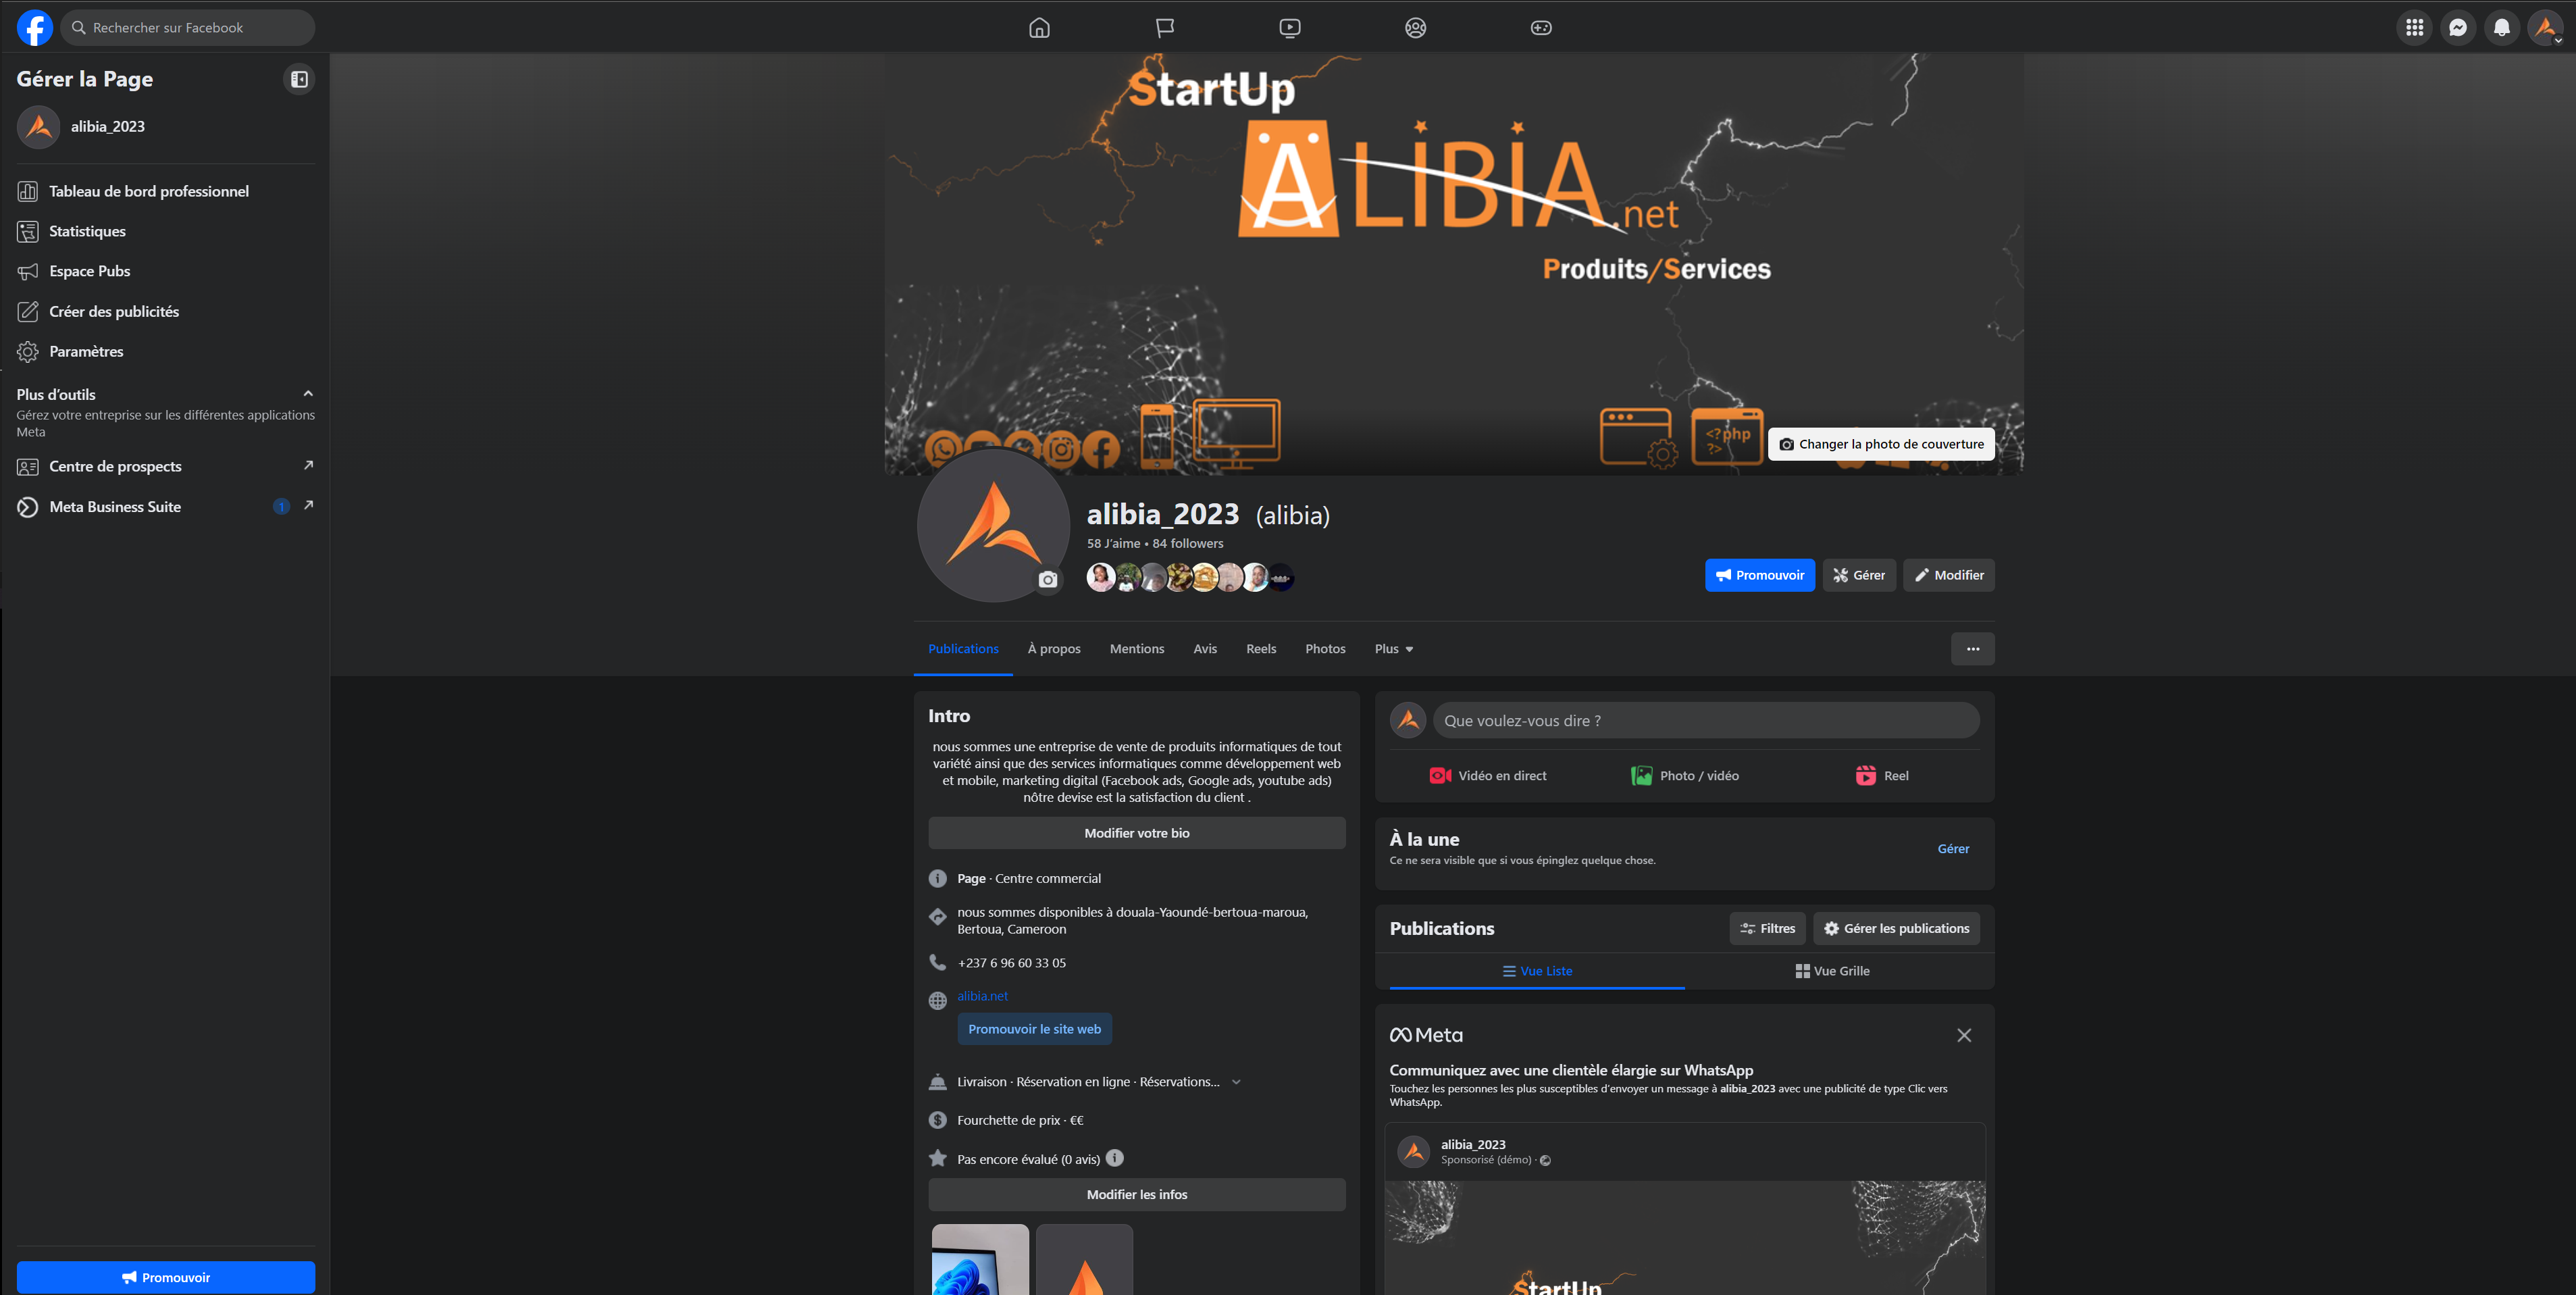 Rechercher sur Facebook
Gérer la Page
alibia_2023
Tableau de bord professionnel
Statistiques
Espace Pubs
Créer des publicités
Paramètres
Plus d'outils
Gérez votre entreprise sur les différentes applications
Meta
Centre de prospects
Meta Business Suite
1
Promouvoir
StartUp
ALIBIA.net
Produits/Services
<?php
?>
Changer la photo de couverture
alibia_2023 (alibia)
58 J'aime • 84 followers
Promouvoir
Gérer
Modifier
Publications
À propos
Mentions
Avis
Reels
Photos
Plus
Intro
nous sommes une entreprise de vente de produits informatiques de tout
variété ainsi que des services informatiques comme développement web
et mobile, marketing digital (Facebook ads, Google ads, youtube ads)
nôtre devise est la satisfaction du client .
Modifier votre bio
Page · Centre commercial
nous sommes disponibles à douala-Yaoundé-bertoua-maroua,
Bertoua, Cameroon
+237 6 96 60 33 05
alibia.net
Promouvoir le site web
Livraison · Réservation en ligne · Réservations...
Fourchette de prix · €€
Pas encore évalué (0 avis)
Modifier les infos
Que voulez-vous dire ?
Vidéo en direct
Photo / vidéo
Reel
À la une
Ce ne sera visible que si vous épinglez quelque chose.
Gérer
Publications
Filtres
Gérer les publications
Vue Liste
Vue Grille
Meta
Communiquez avec une clientèle élargie sur WhatsApp
Touchez les personnes les plus susceptibles d'envoyer un message à alibia_2023 avec une publicité de type Clic vers
WhatsApp.
alibia_2023
Sponsorisé (démo) ·
StartUp